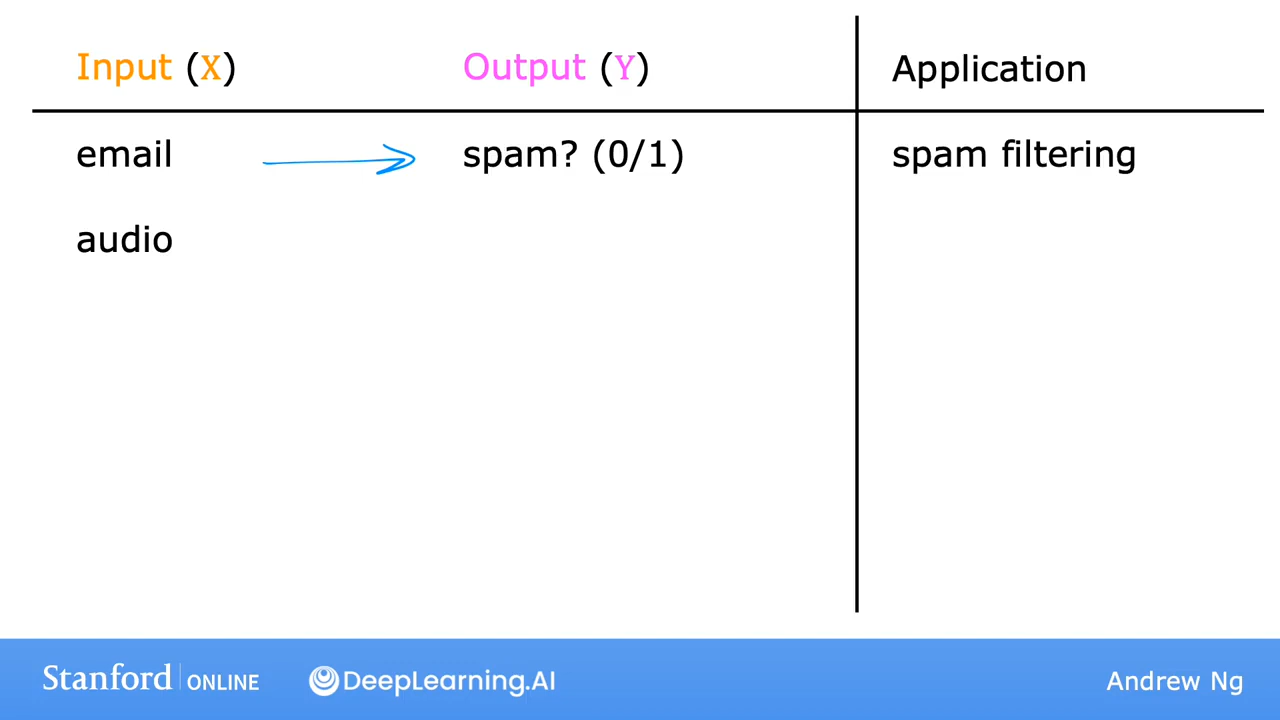 Input (X) Output (Y) Application
email spam? (0/1) spam filtering
audio
Stanford ONLINE DeepLearning.AI Andrew Ng